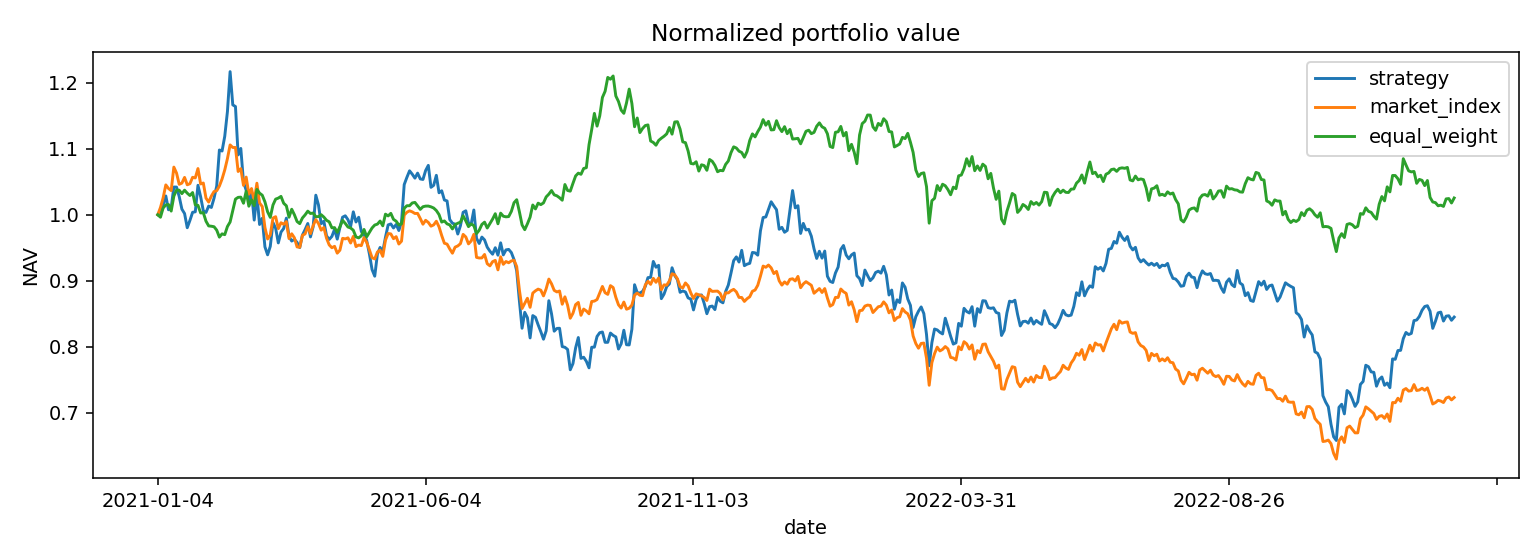 Normalized portfolio value
strategy
market_index
equal_weight
NAV
1.2
1.1
1.0
0.9
0.8
0.7
2021-01-04
2021-06-04
2021-11-03
2022-03-31
2022-08-26
date